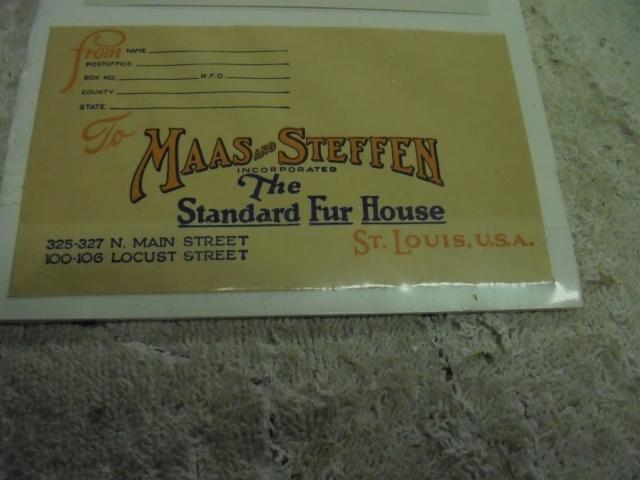 From NAME
POSTOFFICE
BOX NO. R.F.D.
COUNTY
STATE
To
MAAS AND STEFFEN
INCORPORATED
The
Standard Fur House
325-327 N. MAIN STREET
100-106 LOCUST STREET
ST. LOUIS, U.S.A.